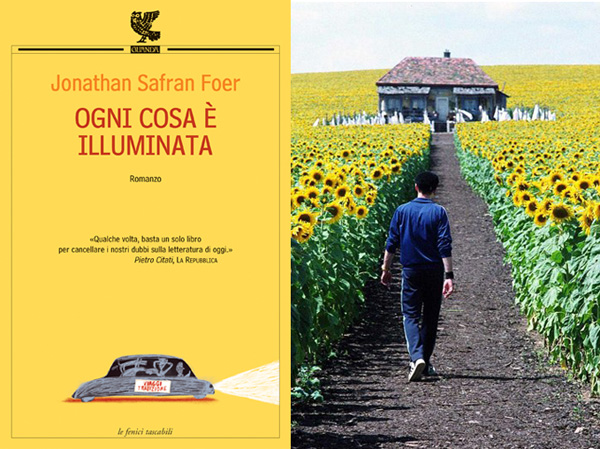 GUANDA
Jonathan Safran Foer
OGNI COSA È
ILLUMINATA
Romanzo
«Qualche volta, basta un solo libro
per cancellare i nostri dubbi sulla letteratura di oggi.»
Pietro Citati, LA REPUBBLICA
VIAGGI
TRADIZIONE
le fenici tascabili